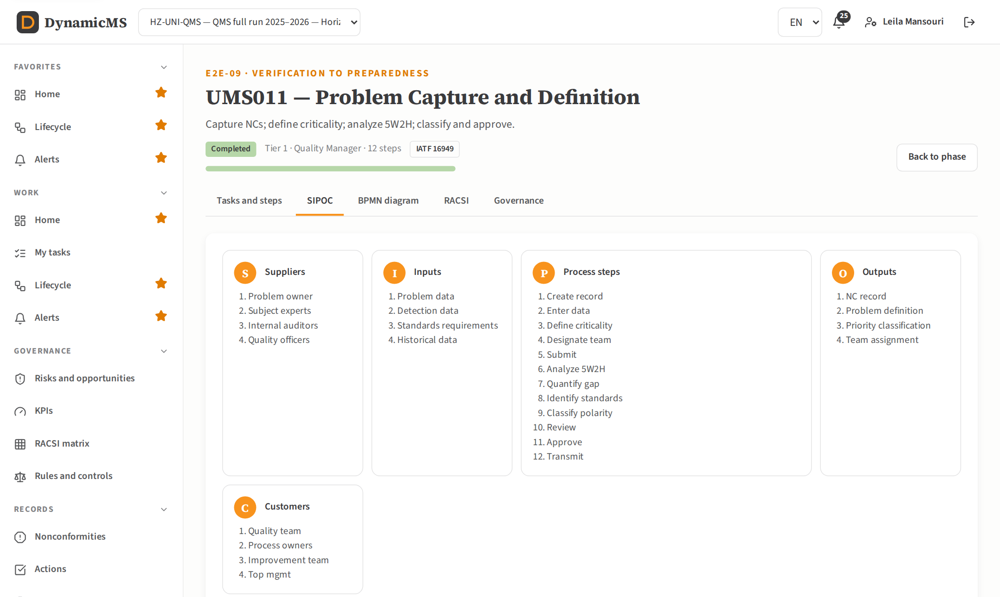 DynamicMS
HZ-UNI-QMS — QMS full run 2025–2026 — Horiz
EN
25
Leila Mansouri
FAVORITES
Home
Lifecycle
Alerts
WORK
Home
My tasks
Lifecycle
Alerts
GOVERNANCE
Risks and opportunities
KPIs
RACSI matrix
Rules and controls
RECORDS
Nonconformities
Actions
E2E-09 · VERIFICATION TO PREPAREDNESS
UMS011 — Problem Capture and Definition
Capture NCs; define criticality; analyze 5W2H; classify and approve.
Completed
Tier 1 · Quality Manager · 12 steps
IATF 16949
Back to phase
Tasks and steps
SIPOC
BPMN diagram
RACSI
Governance
S Suppliers
1. Problem owner
2. Subject experts
3. Internal auditors
4. Quality officers
I Inputs
1. Problem data
2. Detection data
3. Standards requirements
4. Historical data
P Process steps
1. Create record
2. Enter data
3. Define criticality
4. Designate team
5. Submit
6. Analyze 5W2H
7. Quantify gap
8. Identify standards
9. Classify polarity
10. Review
11. Approve
12. Transmit
O Outputs
1. NC record
2. Problem definition
3. Priority classification
4. Team assignment
C Customers
1. Quality team
2. Process owners
3. Improvement team
4. Top mgmt